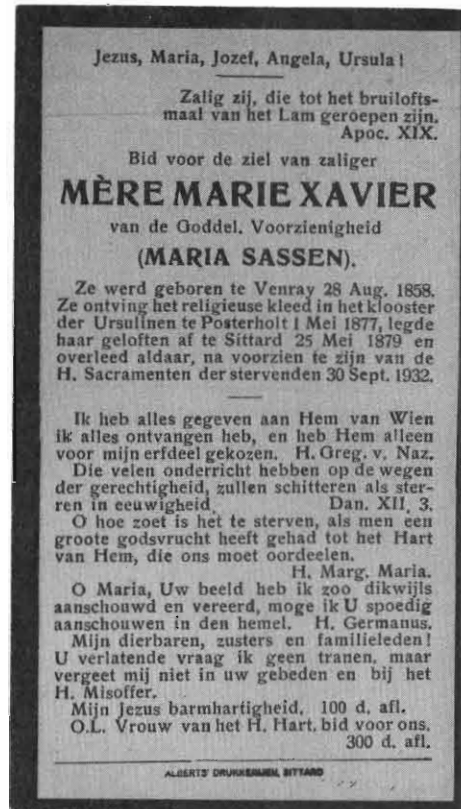 Jezus, Maria, Jozef, Angela, Ursula!
Zalig zij, die tot het bruilofts-
maal van het Lam geroepen zijn.
Apoc. XIX.
Bid voor de ziel van zaliger
MÈRE MARIE XAVIER
van de Goddel. Voorzienigheid
(MARIA SASSEN).
Ze werd geboren te Venray 28 Aug. 1858.
Ze ontving het religieuse kleed in het klooster
der Ursulinen te Posterholt 1 Mei 1877, legde
haar geloften af te Sittard 25 Mei 1879 en
overleed aldaar, na voorzien te zijn van de
H. Sacramenten der stervenden 30 Sept. 1932.
Ik heb alles gegeven aan Hem van Wien
ik alles ontvangen heb, en heb Hem alleen
voor mijn erfdeel gekozen. H. Greg. v. Naz.
Die velen onderricht hebben op de wegen
der gerechtigheid, zullen schitteren als ster-
ren in eeuwigheid. Dan. XII, 3.
O hoe zoet is het te sterven, als men een
groote godsvrucht heeft gehad tot het Hart
van Hem, die ons moet oordeelen.
H. Marg. Maria.
O Maria, Uw beeld heb ik zoo dikwijls
aanschouwd en vereerd, moge ik U spoedig
aanschouwen in den hemel. H. Germanus.
Mijn dierbaren, zusters en familieleden!
U verlatende vraag ik geen tranen, maar
vergeet mij niet in uw gebeden en bij het
H. Misoffer.
Mijn Jezus barmhartigheid. 100 d. afl.
O.L. Vrouw van het H. Hart, bid voor ons.
300 d. afl.
ALBERTS' DRUKKERIJEN, SITTARD